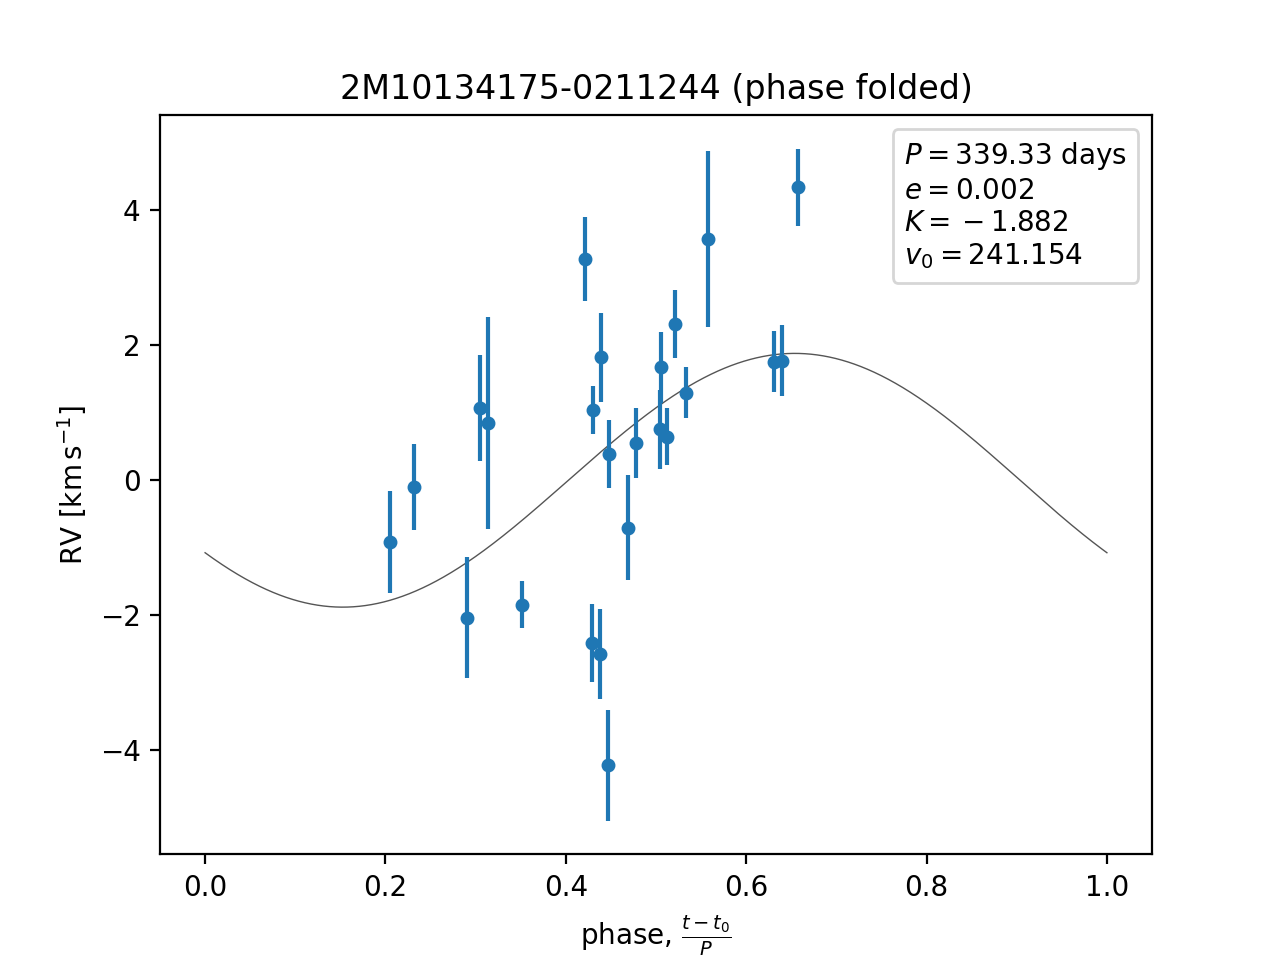 2M10134175-0211244 (phase folded)
P = 339.33 days
e = 0.002
K = −1.882
v₀ = 241.154
RV [km s⁻¹]
4
2
0
−2
−4
0.0 0.2 0.4 0.6 0.8 1.0
phase, (t − t₀)/P